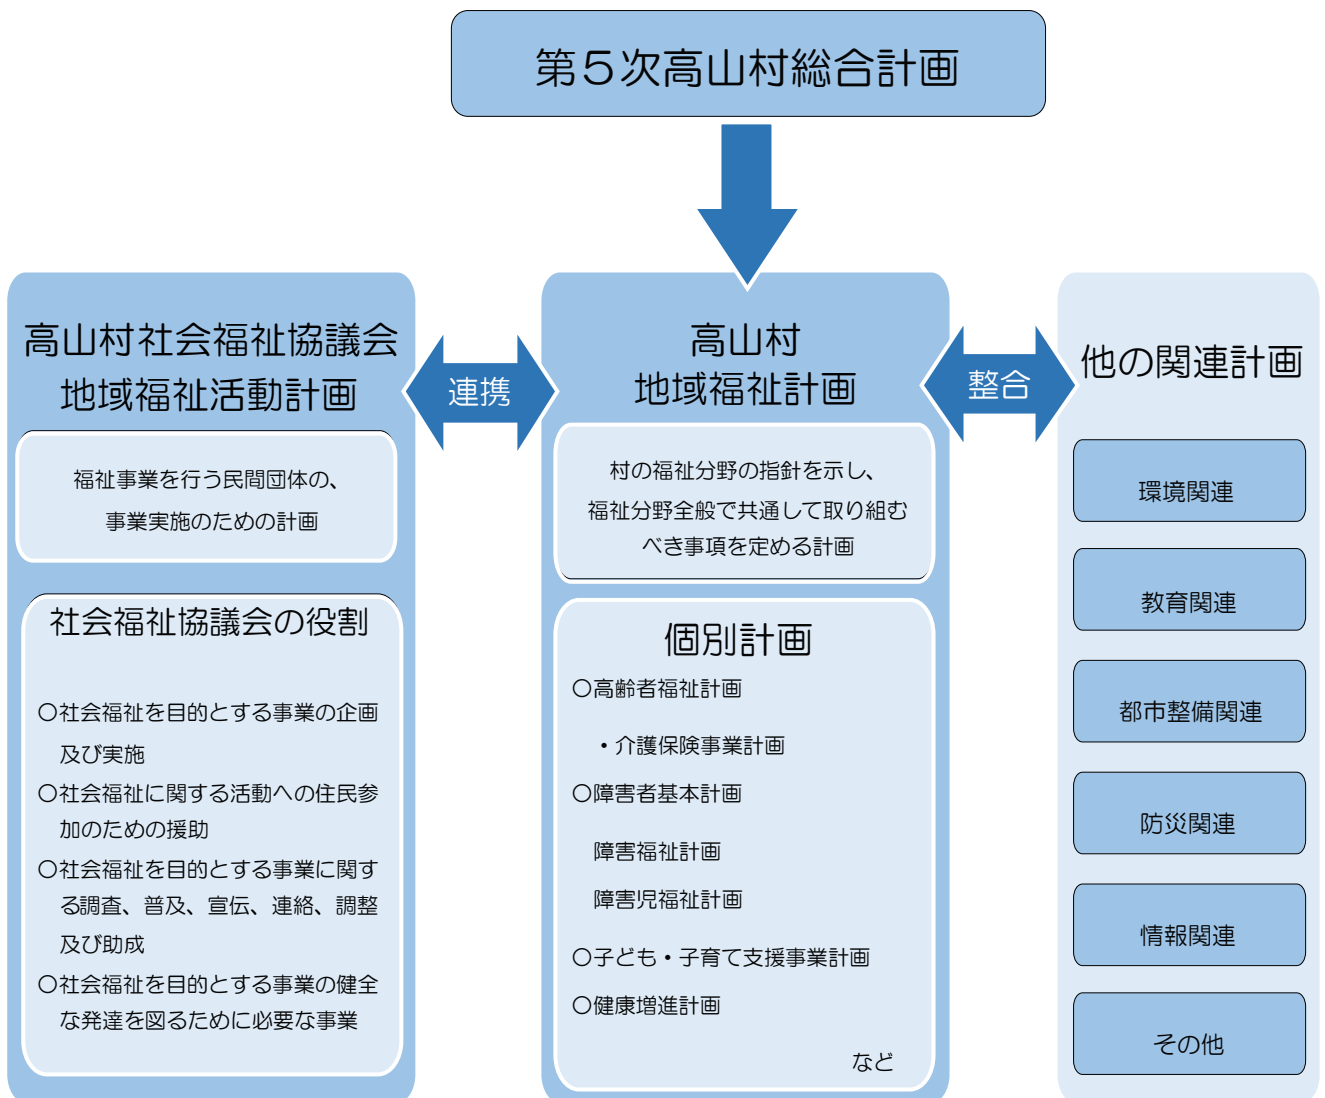 第５次高山村総合計画
高山村社会福祉協議会
地域福祉活動計画
福祉事業を行う民間団体の、
事業実施のための計画
社会福祉協議会の役割
〇社会福祉を目的とする事業の企画
及び実施
〇社会福祉に関する活動への住民参
加のための援助
〇社会福祉を目的とする事業に関す
る調査、普及、宣伝、連絡、調整
及び助成
〇社会福祉を目的とする事業の健全
な発達を図るために必要な事業
連携
高山村
地域福祉計画
村の福祉分野の指針を示し、
福祉分野全般で共通して取り組む
べき事項を定める計画
個別計画
〇高齢者福祉計画
・介護保険事業計画
〇障害者基本計画
障害福祉計画
障害児福祉計画
〇子ども・子育て支援事業計画
〇健康増進計画
など
整合
他の関連計画
環境関連
教育関連
都市整備関連
防災関連
情報関連
その他